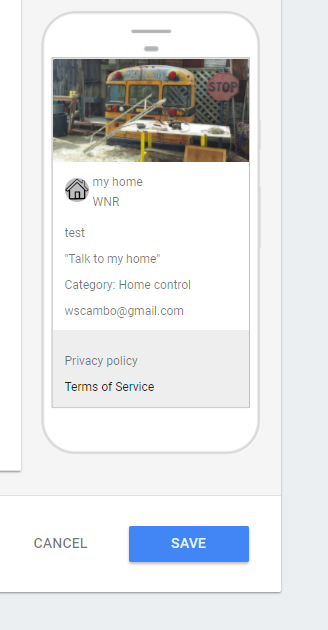 STOP
my home
WNR
test
"Talk to my home"
Category: Home control
wscambo@gmail.com
Privacy policy
Terms of Service
CANCEL
SAVE